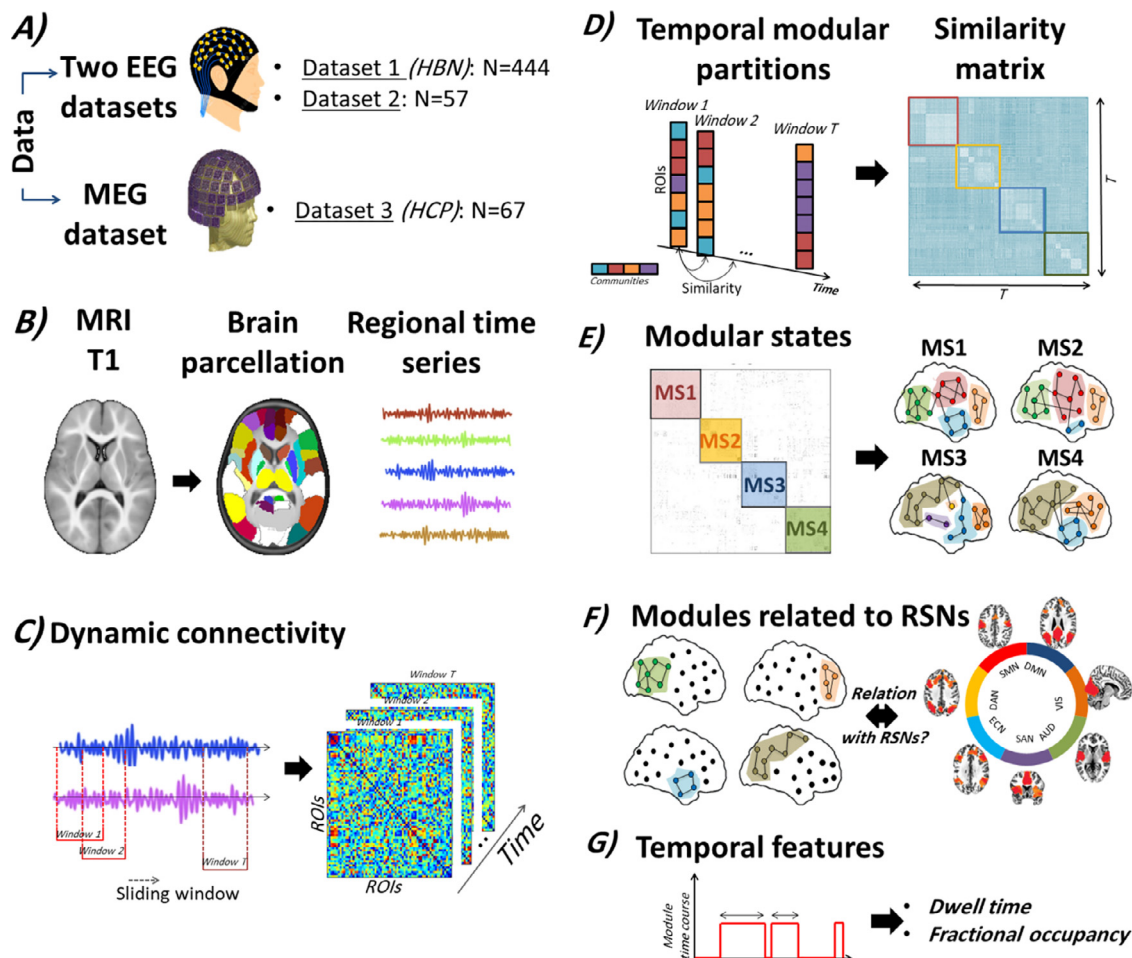 A)
Data
Two EEG
datasets
• Dataset 1 (HBN): N=444
• Dataset 2: N=57
MEG
dataset
• Dataset 3 (HCP): N=67
B)
MRI
T1
Brain
parcellation
Regional time
series
C) Dynamic connectivity
Window 1
Window 2
Window T
Sliding window
Window T
Window 2
Window 1
ROIs
ROIs
Time
D) Temporal modular
partitions
Similarity
matrix
Window 1
Window 2
Window T
ROIs
...
Communities
Similarity
Time
T
T
E) Modular states
MS1
MS2
MS3
MS4
MS1
MS2
MS3
MS4
F) Modules related to RSNs
Relation
with RSNs?
SMN
DMN
DAN
VIS
ECN
AUD
SAN
G) Temporal features
Module
time course
• Dwell time
• Fractional occupancy